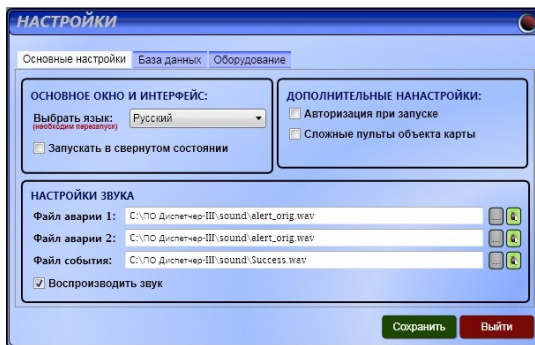 НАСТРОЙКИ
Основные настройки База данных Оборудование
ОСНОВНОЕ ОКНО И ИНТЕРФЕЙС:
Выбрать язык: Русский
(необходим перезапуск)
Запускать в свернутом состоянии
ДОПОЛНИТЕЛЬНЫЕ НАНАСТРОЙКИ:
Авторизация при запуске
Сложные пульты объекта карты
НАСТРОЙКИ ЗВУКА
Файл аварии 1: C:\ПО Диспетчер-III\sound\alert_orig.wav ...
Файл аварии 2: C:\ПО Диспетчер-III\sound\alert_orig.wav ...
Файл события: C:\ПО Диспетчер-III\sound\Success.wav ...
Воспроизводить звук
Сохранить Выйти